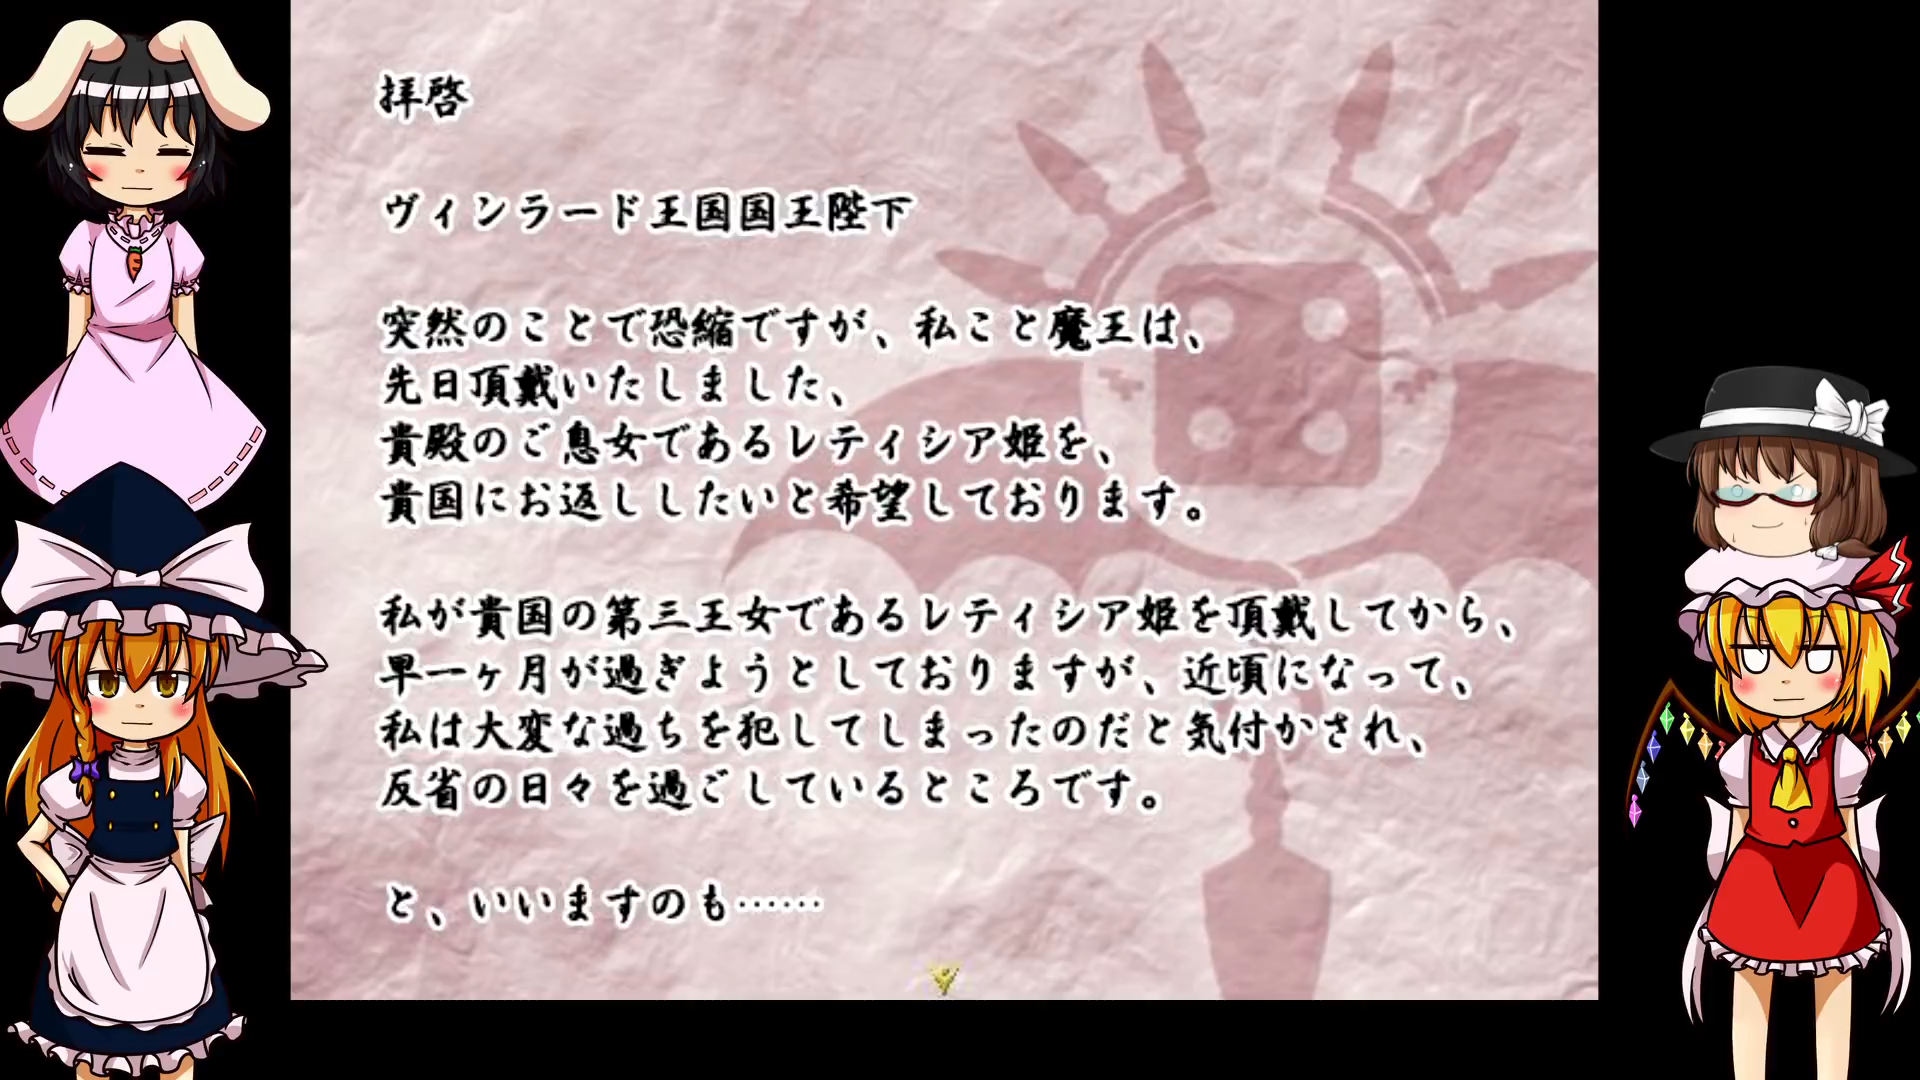 拝啓
ヴィンラード王国国王陛下
突然のことで恐縮ですが、私こと魔王は、
先日頂戴いたしました、
貴殿のご息女であるレティシア姫を、
貴国にお返ししたいと希望しております。
私が貴国の第三王女であるレティシア姫を頂戴してから、
早一ヶ月が過ぎようとしておりますが、近頃になって、
私は大変な過ちを犯してしまったのだと気付かされ、
反省の日々を過ごしているところです。
と、いいますのも……